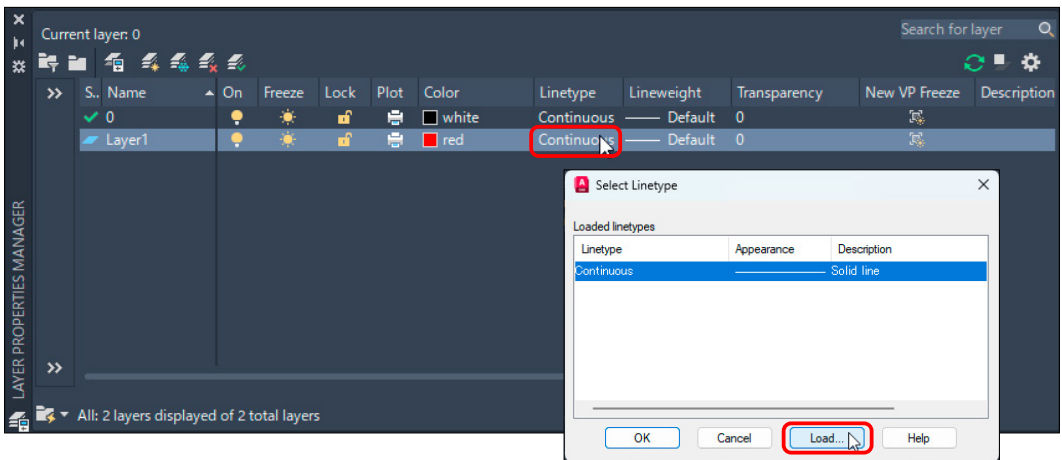 Current layer: 0
Search for layer
S.. Name On Freeze Lock Plot Color Linetype Lineweight Transparency New VP Freeze Description
0 white Continuous Default 0
Layer1 red Continuous Default 0
LAYER PROPERTIES MANAGER
All: 2 layers displayed of 2 total layers
Select Linetype
Loaded linetypes
Linetype Appearance Description
Continuous Solid line
OK Cancel Load... Help